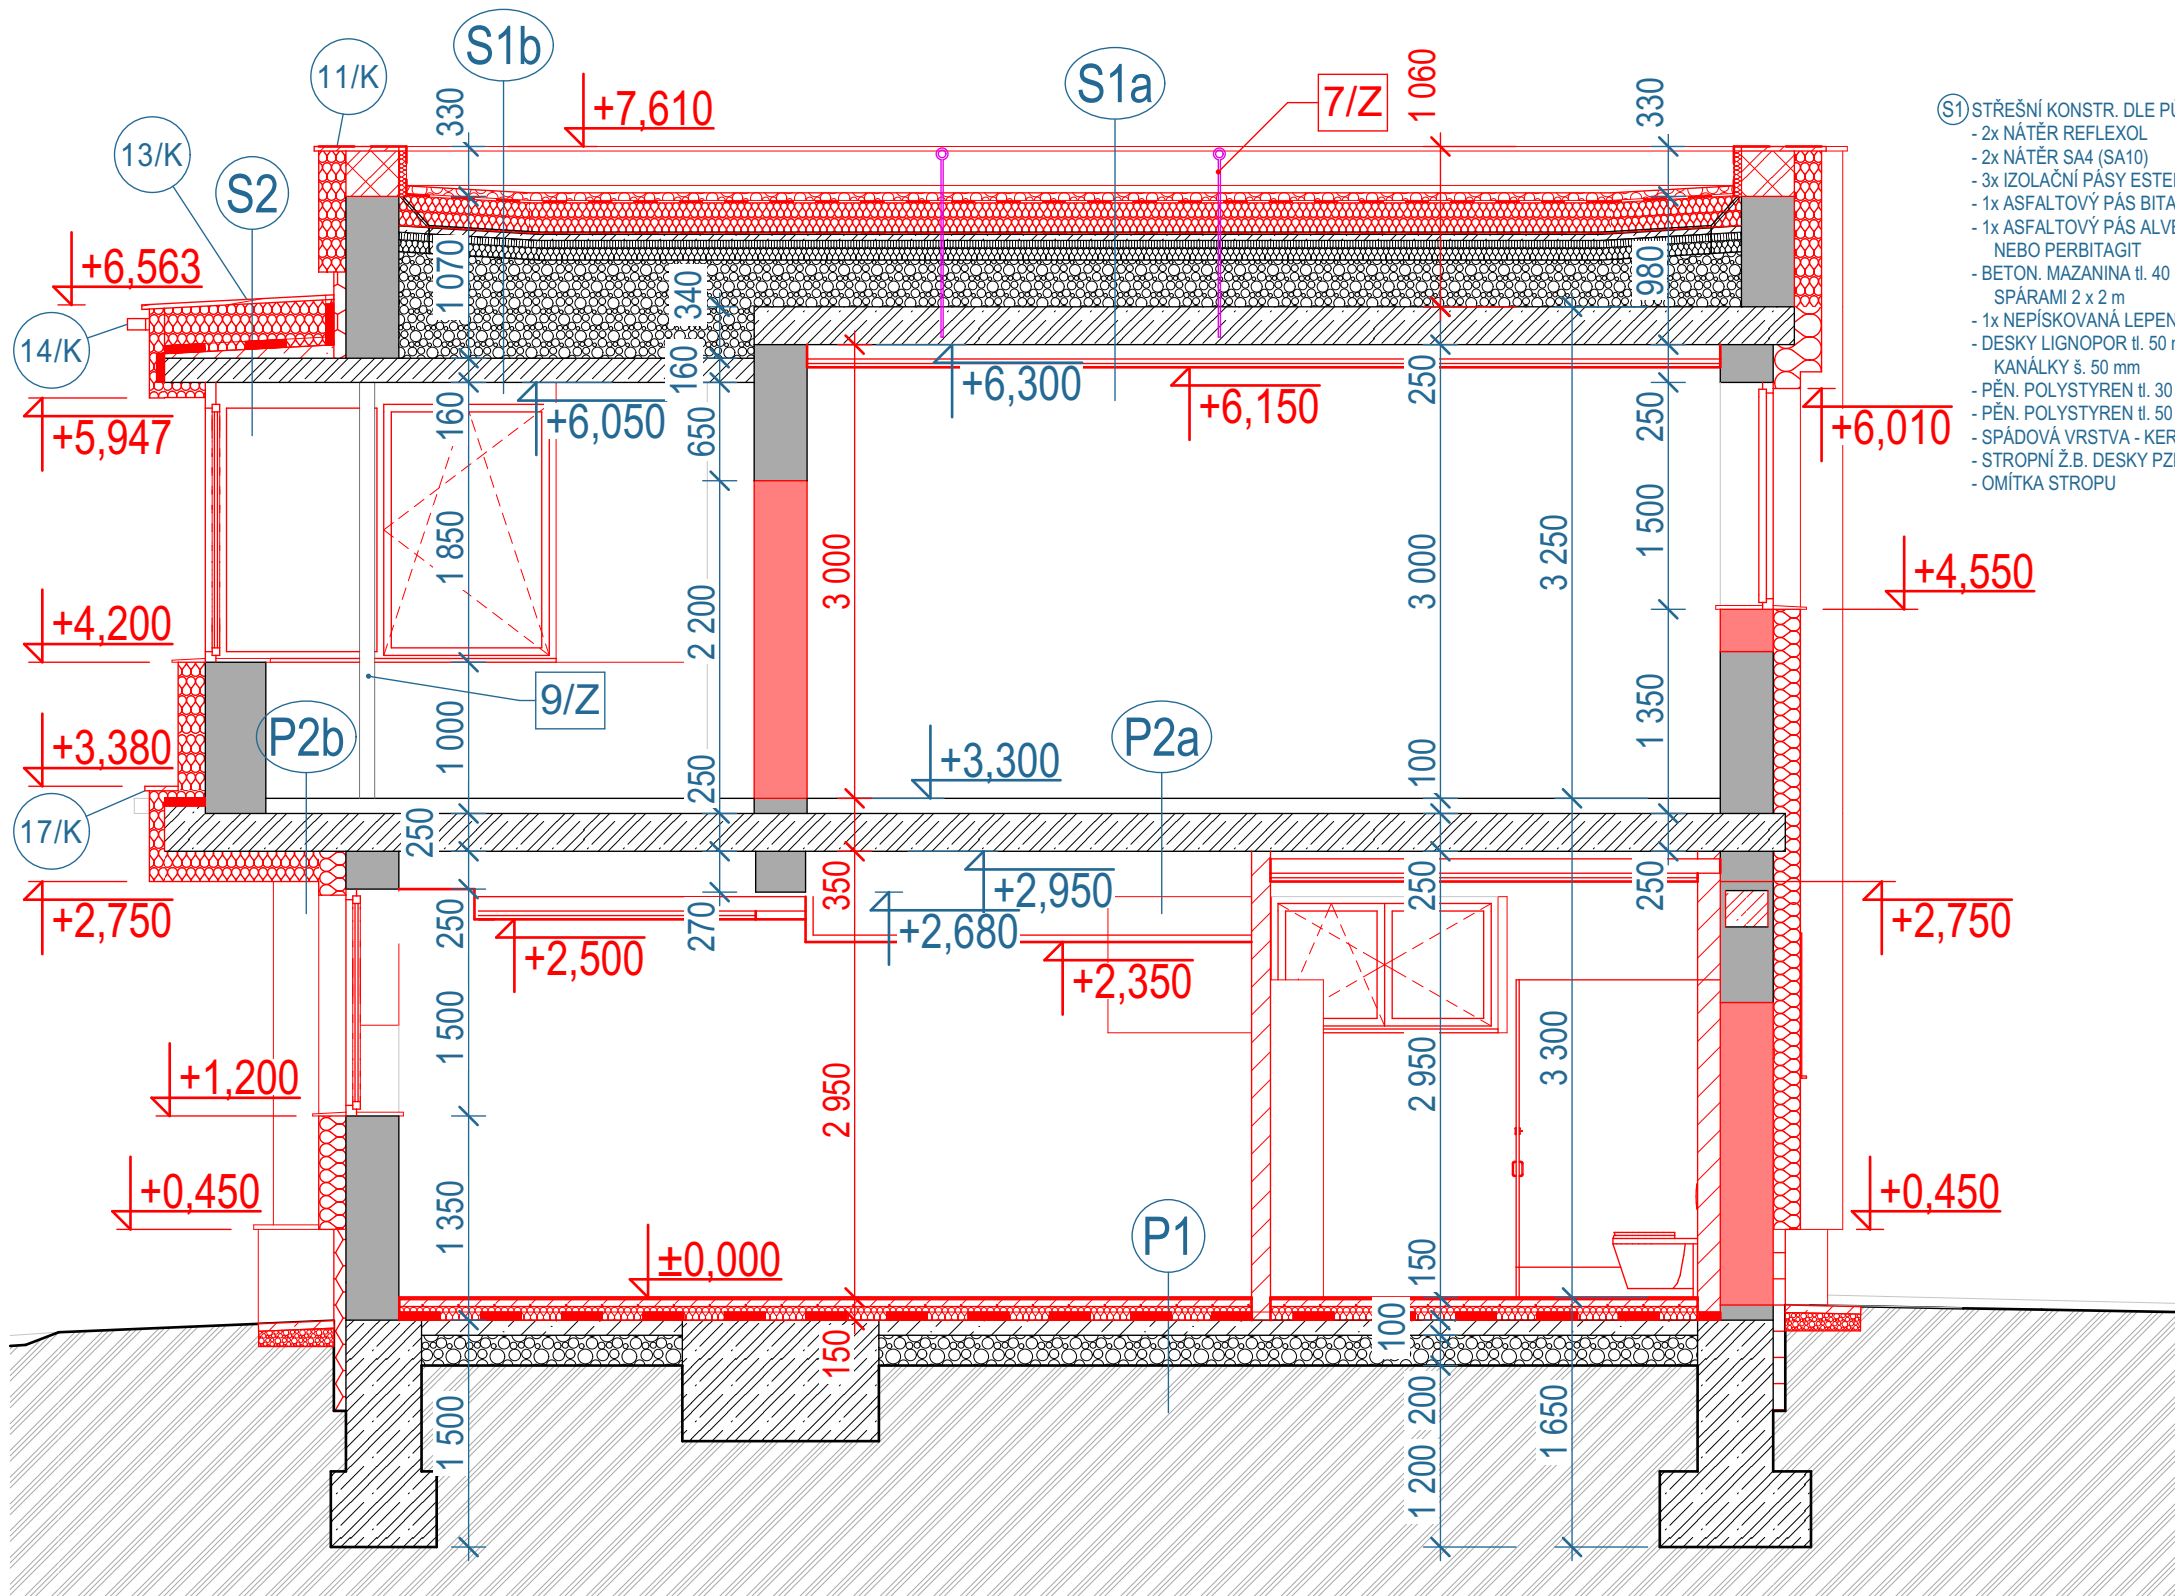 S1b
11/K
+7,610
S1a
7/Z
1 060
330
330
13/K
S2
+6,563
14/K
+5,947
1 070
340
160
980
+6,300
+6,050
+6,150
250
160
650
250
+6,010
S1 STŘEŠNÍ KONSTR. DLE
- 2x NÁTĚR REFLEXOL
- 2x NÁTĚR SA4 (SA10)
- 3x IZOLAČNÍ PÁSY
- 1x ASFALTOVÝ PÁS
- 1x ASFALTOVÝ PÁS
NEBO PERBITAGIT
- BETON. MAZANINA tl. 40
SPÁRAMI 2 x 2 m
- 1x NEPÍSKOVANÁ
- DESKY LIGNOPOR tl. 50
KANÁLKY š. 50 mm
- PĚN. POLYSTYREN tl. 30
- PĚN. POLYSTYREN tl. 50
- SPÁDOVÁ VRSTVA -
- STROPNÍ Ž.B. DESKY
- OMÍTKA STROPU
1 850
2 200
3 000
3 000
3 250
1 500
+4,550
+4,200
9/Z
+3,380
P2b
1 000
250
P2a
+3,300
100
1 350
17/K
+2,750
250
350
+2,950
250
250
250
270
+2,680
+2,500
+2,350
+2,750
1 500
2 950
2 950
3 300
+1,200
+0,450
1 350
±0,000
P1
150
+0,450
100
150
1 500
200
1 200
1 650